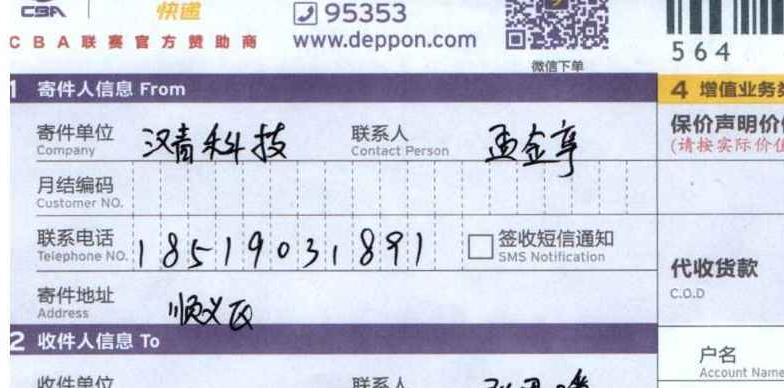 CBA 快递 95353
CBA联赛官方赞助商 www.deppon.com
微信下单
564
1 寄件人信息 From
4 增值业务
寄件单位 Company 汉青科技 联系人 Contact Person 孟金亭
保价声明价
(请按实际价值
月结编码 Customer NO.
联系电话 Telephone NO. 18519031891 签收短信通知 SMS Notification
代收货款
C.O.D
寄件地址 Address 顺义区
2 收件人信息 To
户名
Account Name
收件单位 联系人